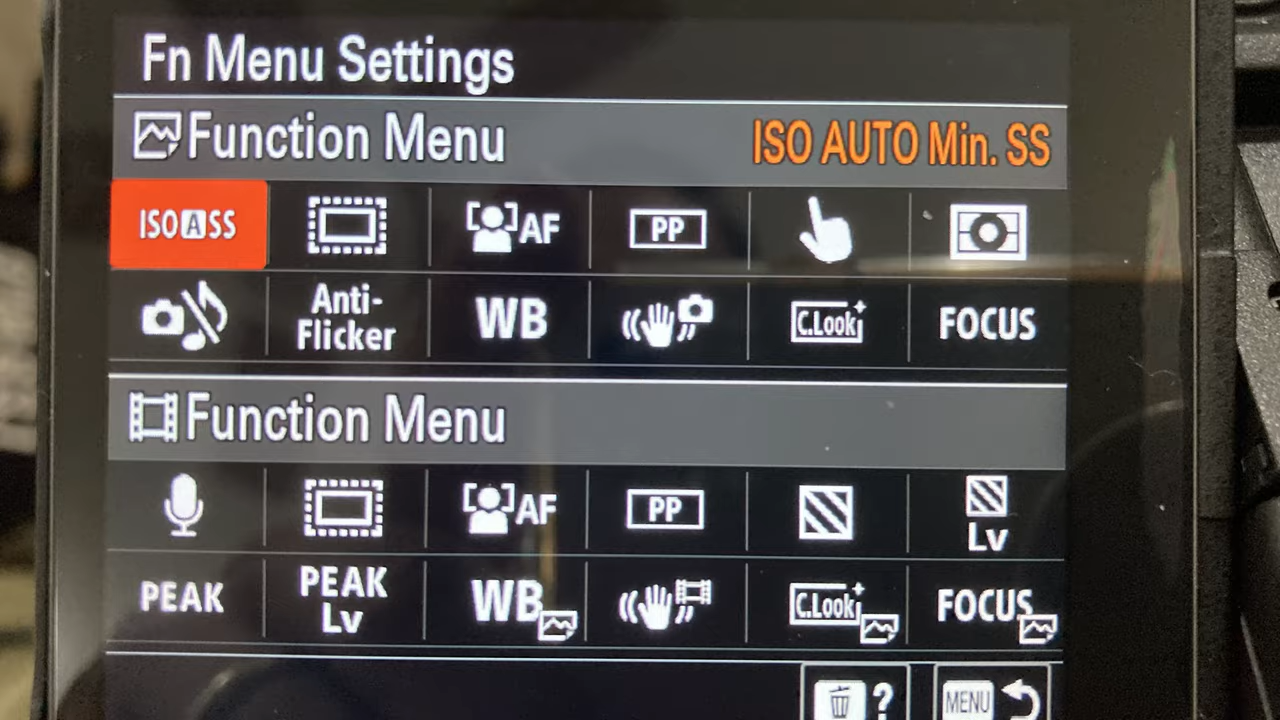 Fn Menu Settings
Function Menu ISO AUTO Min. SS
ISO A SS AF PP
Anti-Flicker WB C.Look FOCUS
Function Menu
AF PP Lv
PEAK PEAK Lv WB C.Look FOCUS
? MENU